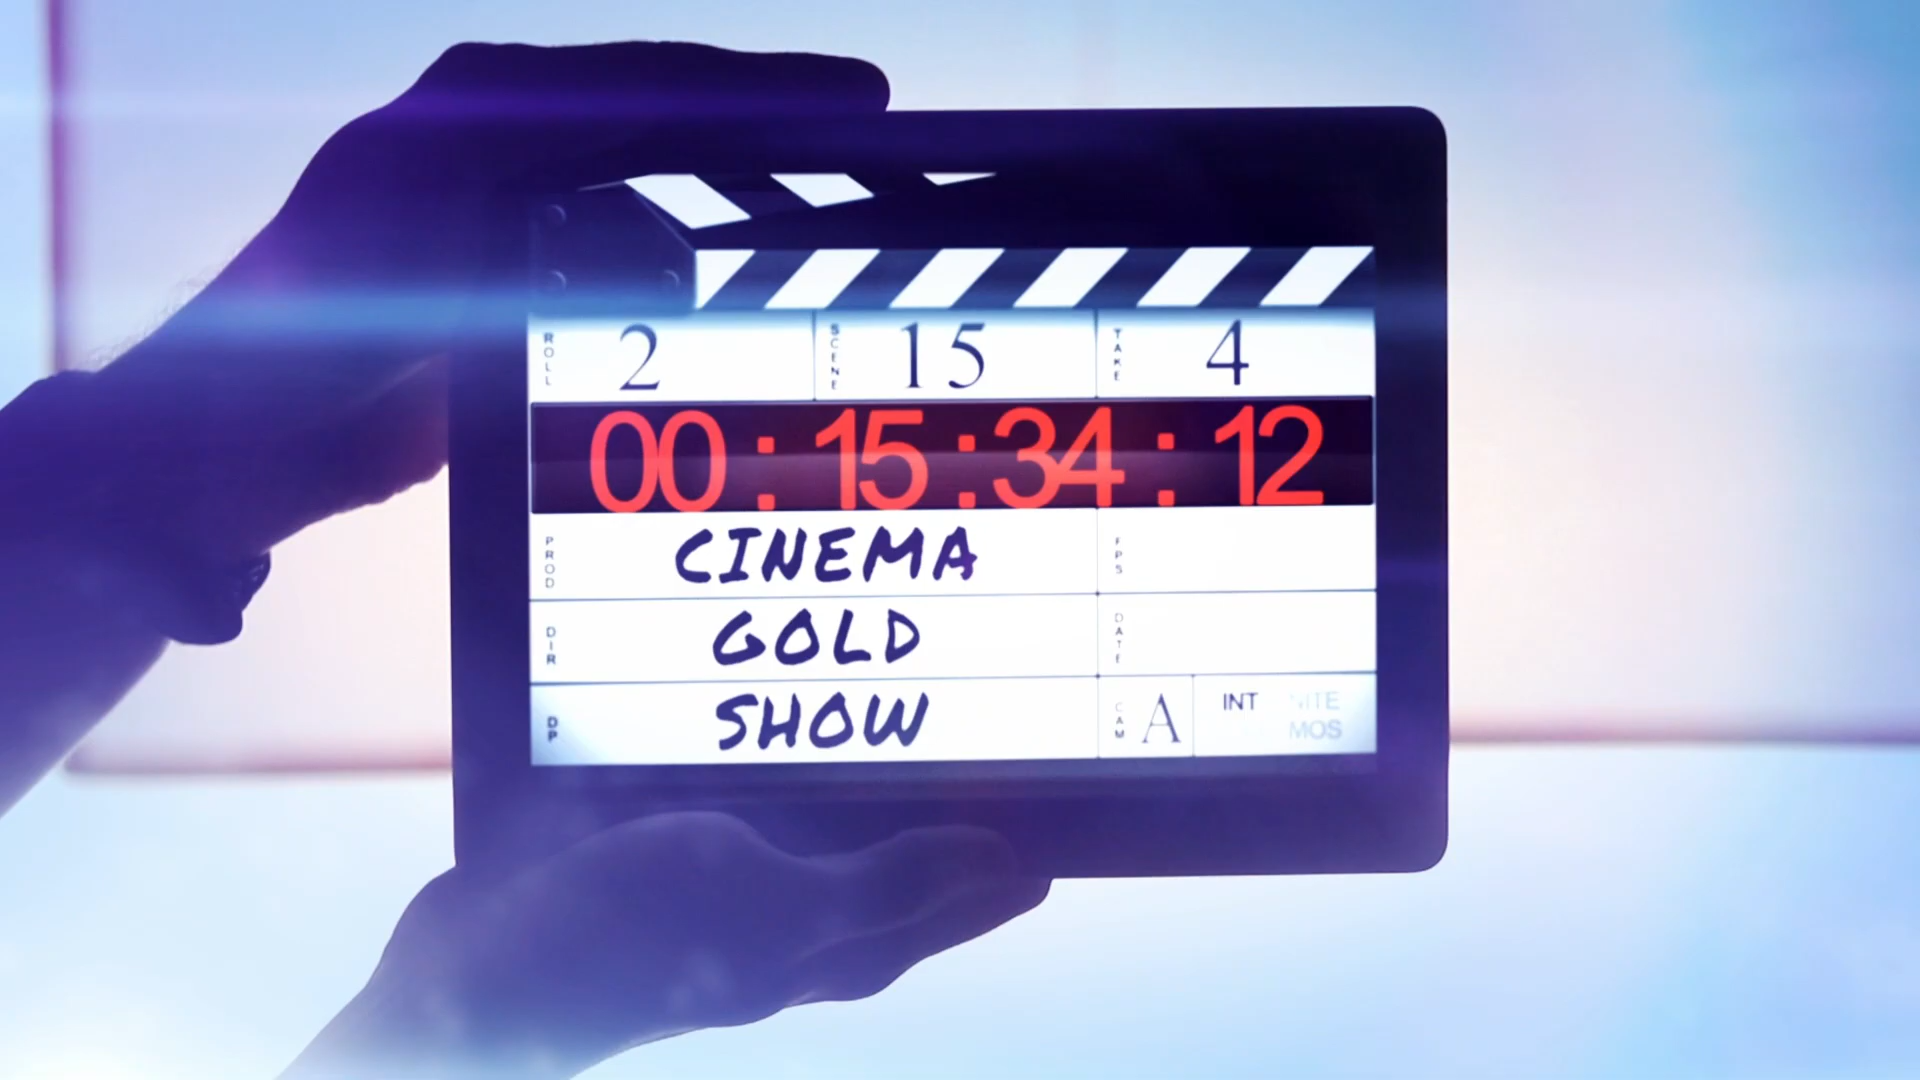 ROLL 2 SCENE 15 TAKE 4
00:15:34:12
PROD CINEMA FPS
DIR GOLD DATE
DP SHOW CAM A INT NITE
MOS